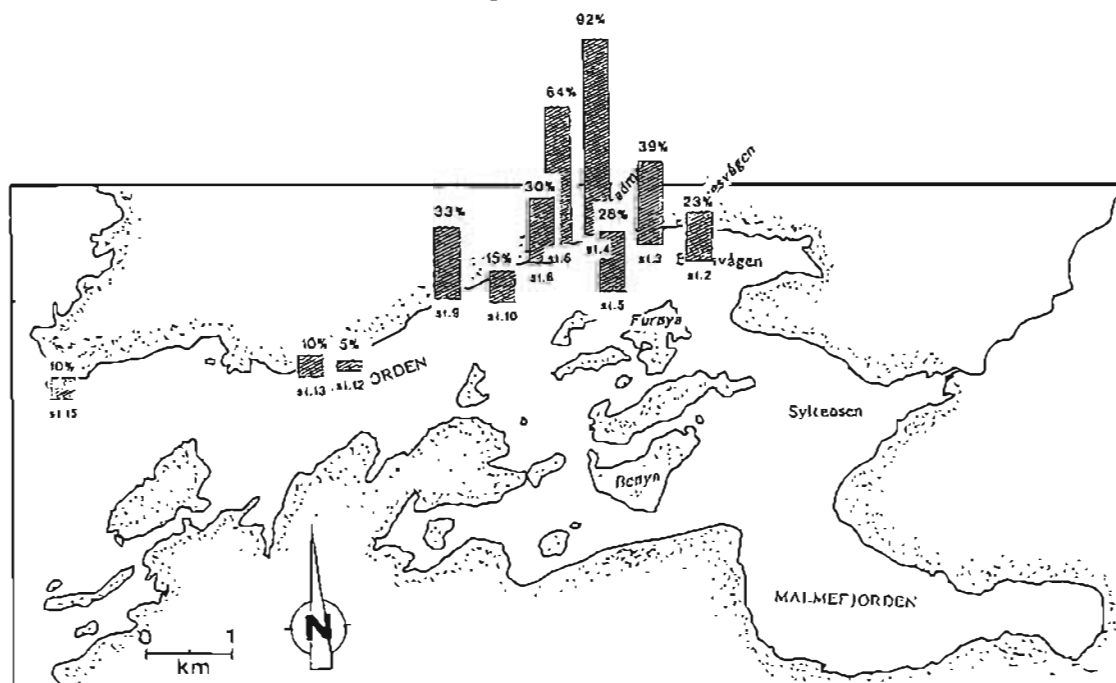 92%
64%
39%
30%
23%
33%
28%
15%
st.4
st.6
st.3
st.2
st.8
st.9
st.10
st.5
Furøya
10%
5%
10%
ORDEN
st.13
st.12
st.15
Bollyn
MALMEFJORDEN
N
0 1
km